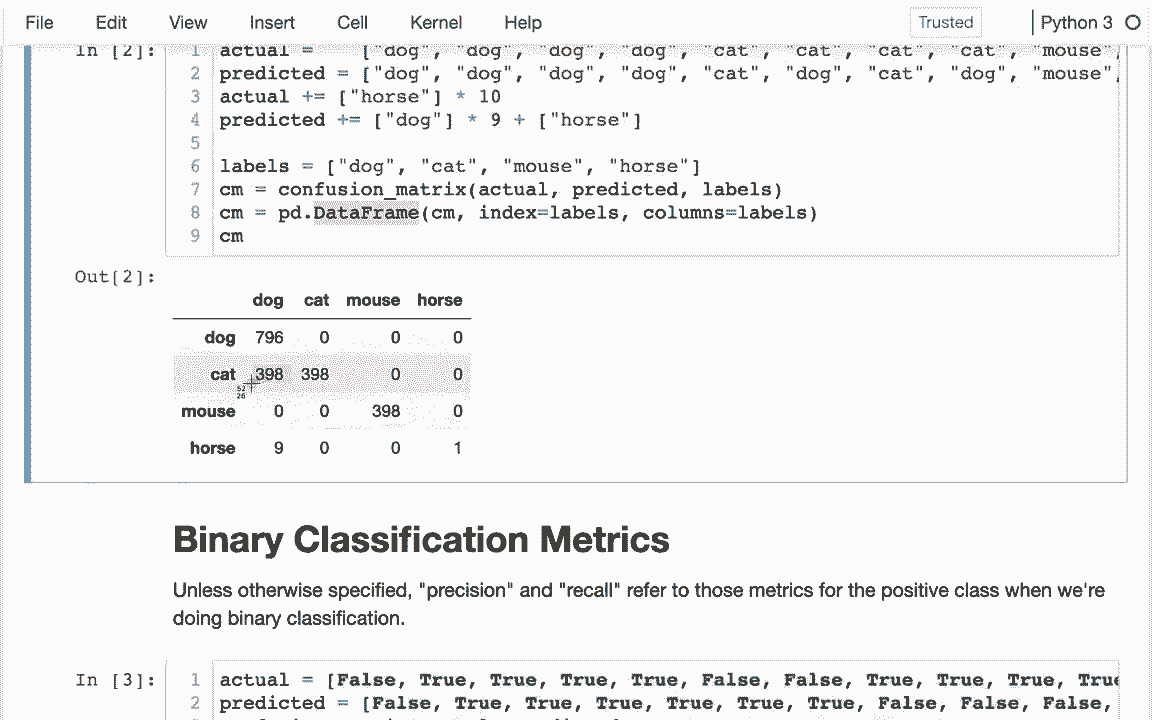 File Edit View Insert Cell Kernel Help Trusted Python 3
In [2]: 1 actual = ["dog", "dog", "dog", "dog", "cat", "cat", "cat", "cat", "mouse",
2 predicted = ["dog", "dog", "dog", "dog", "cat", "dog", "cat", "dog", "mouse",
3 actual += ["horse"] * 10
4 predicted += ["dog"] * 9 + ["horse"]
5
6 labels = ["dog", "cat", "mouse", "horse"]
7 cm = confusion_matrix(actual, predicted, labels)
8 cm = pd.DataFrame(cm, index=labels, columns=labels)
9 cm
Out[2]:
dog cat mouse horse
dog 796 0 0 0
cat 398 398 0 0
52
26
mouse 0 0 398 0
horse 9 0 0 1
Binary Classification Metrics
Unless otherwise specified, "precision" and "recall" refer to those metrics for the positive class when we're
doing binary classification.
In [3]: 1 actual = [False, True, True, True, True, False, False, True, True, True, True
2 predicted = [False, True, True, True, True, True, True, False, False, False,